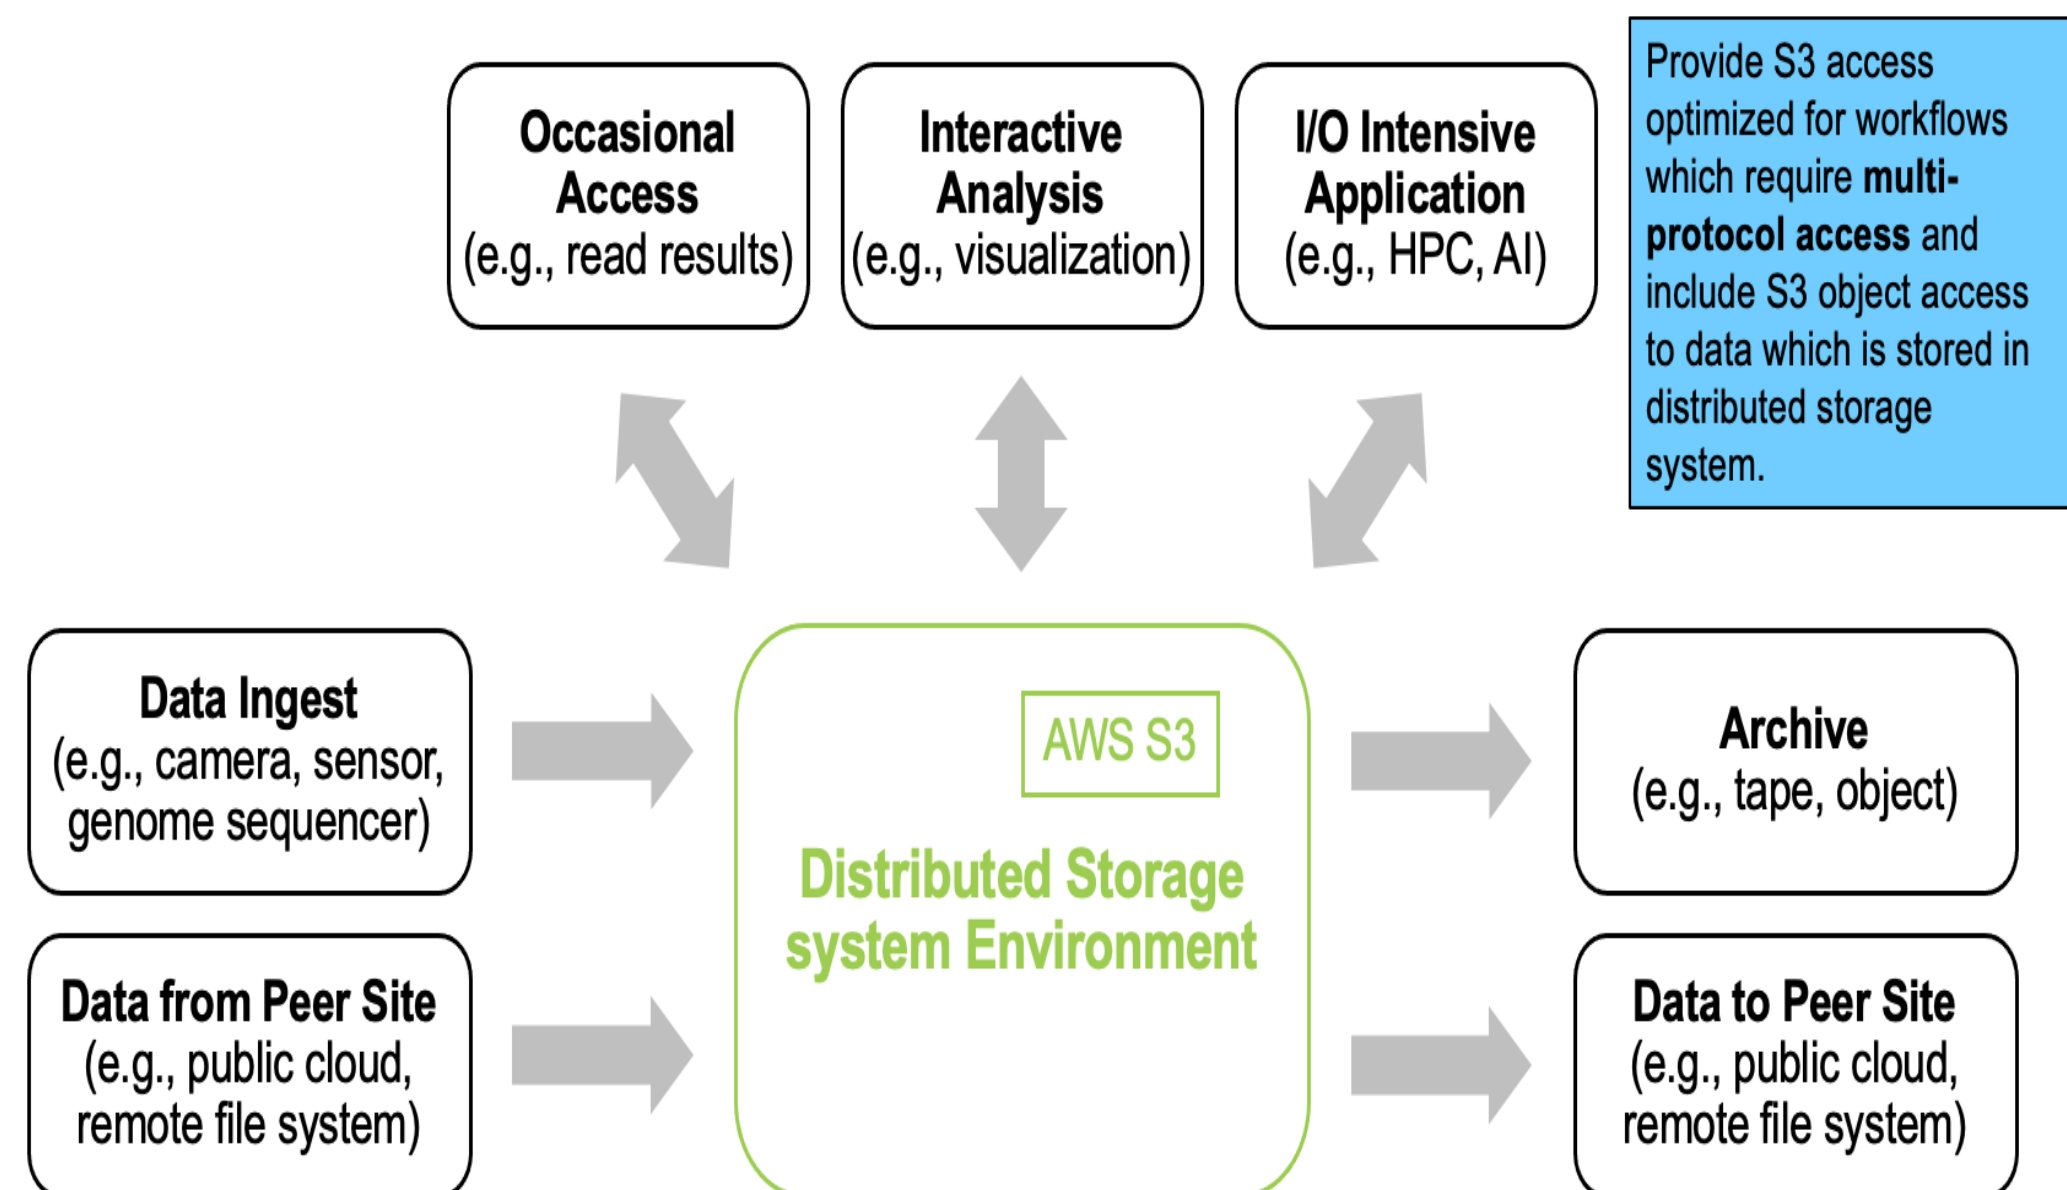 Occasional
Access
(e.g., read results)
Interactive
Analysis
(e.g., visualization)
I/O Intensive
Application
(e.g., HPC, AI)
Provide S3 access
optimized for workflows
which require multi-
protocol access and
include S3 object access
to data which is stored in
distributed storage
system.
Data Ingest
(e.g., camera, sensor,
genome sequencer)
AWS S3
Distributed Storage
system Environment
Archive
(e.g., tape, object)
Data from Peer Site
(e.g., public cloud,
remote file system)
Data to Peer Site
(e.g., public cloud,
remote file system)